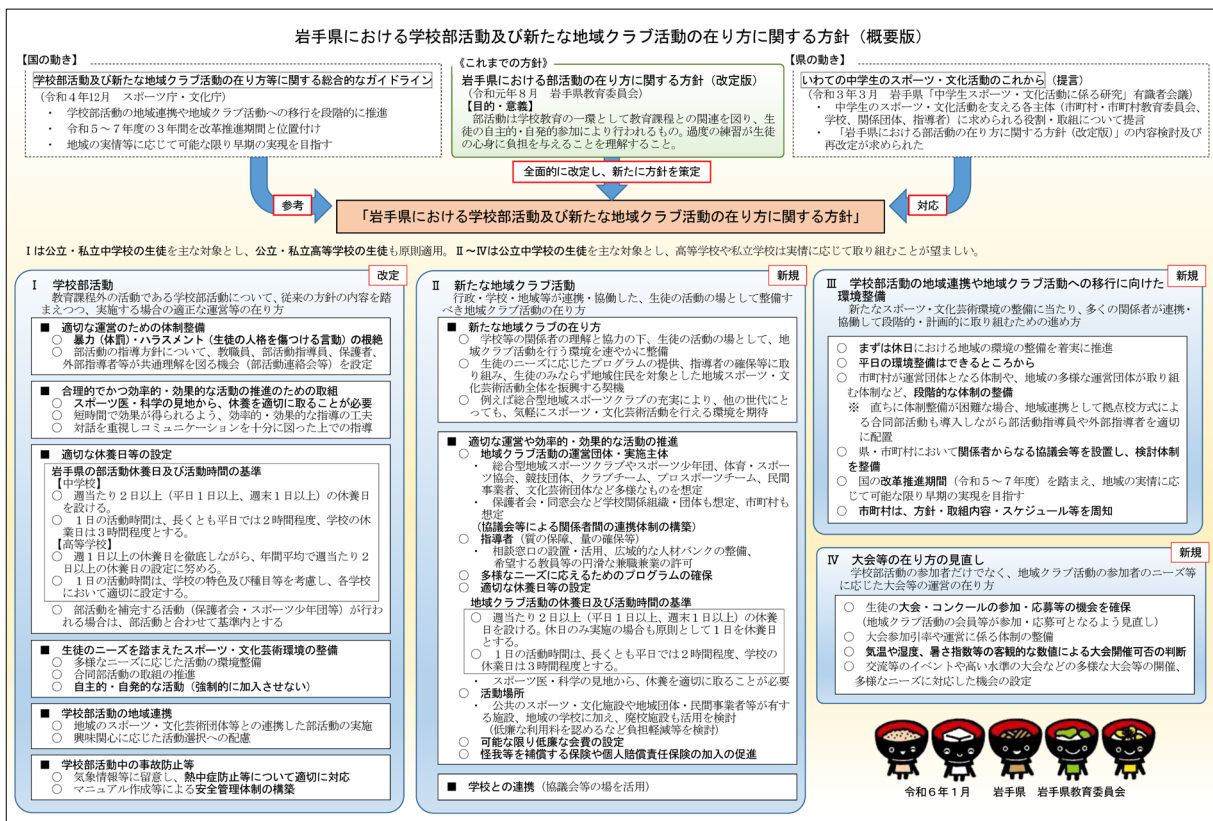 岩手県における学校部活動及び新たな地域クラブ活動の在り方に関する方針（概要版）
【国の動き】
学校部活動及び新たな地域クラブ活動の在り方等に関する総合的なガイドライン
（令和４年12月　スポーツ庁・文化庁）
・　学校部活動の地域連携や地域クラブ活動への移行を段階的に推進
・　令和５～７年度の３年間を改革推進期間と位置付け
・　地域の実情等に応じて可能な限り早期の実現を目指す
《これまでの方針》
岩手県における部活動の在り方に関する方針（改定版）
（令和元年８月　岩手県教育委員会）
【目的・意義】
部活動は学校教育の一環として教育課程との関連を図り、生
徒の自主的・自発的参加により行われるもの。過度の練習が生徒
の心身に負担を与えることを理解すること。
【県の動き】
いわての中学生のスポーツ・文化活動のこれから（提言）
（令和３年３月　岩手県「中学生スポーツ・文化活動に係る研究」有識者会議）
・　中学生のスポーツ・文化活動を支える各主体（市町村・市町村教育委員会、
学校、関係団体、指導者）に求められる役割・取組について提言
・　「岩手県における部活動の在り方に関する方針（改定版）」の内容検討及び
再改定が求められた
全面的に改定し、新たに方針を策定
参考
対応
「岩手県における学校部活動及び新たな地域クラブ活動の在り方に関する方針」
Ⅰは公立・私立中学校の生徒を主な対象とし、公立・私立高等学校の生徒も原則適用。Ⅱ～Ⅳは公立中学校の生徒を主な対象とし、高等学校や私立学校は実情に応じて取り組むことが望ましい。
改定
Ⅰ　学校部活動
教育課程外の活動である学校部活動について、従来の方針の内容を踏
まえつつ、実施する場合の適正な運営等の在り方
■　適切な運営のための体制整備
○　暴力（体罰）・ハラスメント（生徒の人格を傷つける言動）の根絶
○　部活動の指導方針について、教職員、部活動指導員、保護者、
外部指導者等が共通理解を図る機会（部活動連絡会等）を設定
■　合理的でかつ効率的・効果的な活動の推進のための取組
○　スポーツ医・科学の見地から、休養を適切に取ることが必要
○　短時間で効果が得られるよう、効率的・効果的な指導の工夫
○　対話を重視しコミュニケーションを十分に図った上での指導
■　適切な休養日等の設定
岩手県の部活動休養日及び活動時間の基準
【中学校】
○　週当たり２日以上（平日１日以上、週末１日以上）の休養日
を設ける。
○　１日の活動時間は、長くとも平日では２時間程度、学校の休
業日は３時間程度とする。
【高等学校】
○　週１日以上の休養日を徹底しながら、年間平均で週当たり２
日以上の休養日の設定に努める。
○　１日の活動時間は、学校の特色及び種目等を考慮し、各学校
において適切に設定する。
○　部活動を補完する活動（保護者会・スポーツ少年団等）が行わ
れる場合は、部活動と合わせて基準内とする
■　生徒のニーズを踏まえたスポーツ・文化芸術環境の整備
○　多様なニーズに応じた活動の環境整備
○　合同部活動の取組の推進
○　自主的・自発的な活動（強制的に加入させない）
■　学校部活動の地域連携
○　地域のスポーツ・文化芸術団体等との連携した部活動の実施
○　興味関心に応じた活動選択への配慮
■　学校部活動中の事故防止等
○　気象情報等に留意し、熱中症防止等について適切に対応
○　マニュアル作成等による安全管理体制の構築
新規
Ⅱ　新たな地域クラブ活動
行政・学校・地域等が連携・協働した、生徒の活動の場として整備す
べき地域クラブ活動の在り方
■　新たな地域クラブの在り方
○　学校等の関係者の理解と協力の下、生徒の活動の場として、地
域クラブ活動を行う環境を速やかに整備
○　生徒のニーズに応じたプログラムの提供、指導者の確保等に取
り組み、生徒のみならず地域住民を対象とした地域スポーツ・文
化芸術活動全体を振興する契機
○　例えば総合型地域スポーツクラブの充実により、他の世代にと
っても、気軽にスポーツ・文化芸術活動を行える環境を期待
■　適切な運営や効率的・効果的な活動の推進
○　地域クラブ活動の運営団体・実施主体
・　総合型地域スポーツクラブやスポーツ少年団、体育・スポー
ツ協会、競技団体、クラブチーム、プロスポーツチーム、民間
事業者、文化芸術団体など多様なものを想定
・　保護者会・同窓会など学校関係組織・団体も想定、市町村も
想定
（協議会等による関係者間の連携体制の構築）
○　指導者（質の保障、量の確保等）
・　相談窓口の設置・活用、広域的な人材バンクの整備、
希望する教員等の円滑な兼職兼業の許可
○　多様なニーズに応えるためのプログラムの確保
○　適切な休養日等の設定
地域クラブ活動の休養日及び活動時間の基準
○　週当たり２日以上（平日１日以上、週末１日以上）の休養
日を設ける。休日のみ実施の場合も原則として１日を休養日
とする。
○　１日の活動時間は、長くとも平日では２時間程度、学校の
休業日は３時間程度とする。
・　スポーツ医・科学の見地から、休養を適切に取ることが必要
○　活動場所
・　公共のスポーツ・文化施設や地域団体・民間事業者等が有す
る施設、地域の学校に加え、廃校施設も活用を検討
（低廉な利用料を認めるなど負担軽減等を検討）
○　可能な限り低廉な会費の設定
○　怪我等を補償する保険や個人賠償責任保険の加入の促進
■　学校との連携（協議会等の場を活用）
新規
Ⅲ　学校部活動の地域連携や地域クラブ活動への移行に向けた
環境整備
新たなスポーツ・文化芸術環境の整備に当たり、多くの関係者が連携・
協働して段階的・計画的に取り組むための進め方
○　まずは休日における地域の環境の整備を着実に推進
○　平日の環境整備はできるところから
○　市町村が運営団体となる体制や、地域の多様な運営団体が取り組
む体制など、段階的な体制の整備
※　直ちに体制整備が困難な場合、地域連携として拠点校方式に
よる合同部活動も導入しながら部活動指導員や外部指導者を適切
に配置
○　県・市町村において関係者からなる協議会等を設置し、検討体制
を整備
○　国の改革推進期間（令和５～７年度）を踏まえ、地域の実情等に応
じて可能な限り早期の実現を目指す
○　市町村は、方針・取組内容・スケジュール等を周知
新規
Ⅳ　大会等の在り方の見直し
学校部活動の参加者だけでなく、地域クラブ活動の参加者のニーズ等
に応じた大会等の運営の在り方
○　生徒の大会・コンクールの参加・応募等の機会を確保
（地域クラブ活動の会員等が参加・応募可となるよう見直し）
○　大会参加引率や運営に係る体制の整備
○　気温や湿度、暑さ指数等の客観的な数値による大会開催可否の判断
○　交流等のイベントや高い水準の大会などの多様な大会等の開催、
多様なニーズに対応した機会の設定
令和６年１月　岩手県　岩手県教育委員会